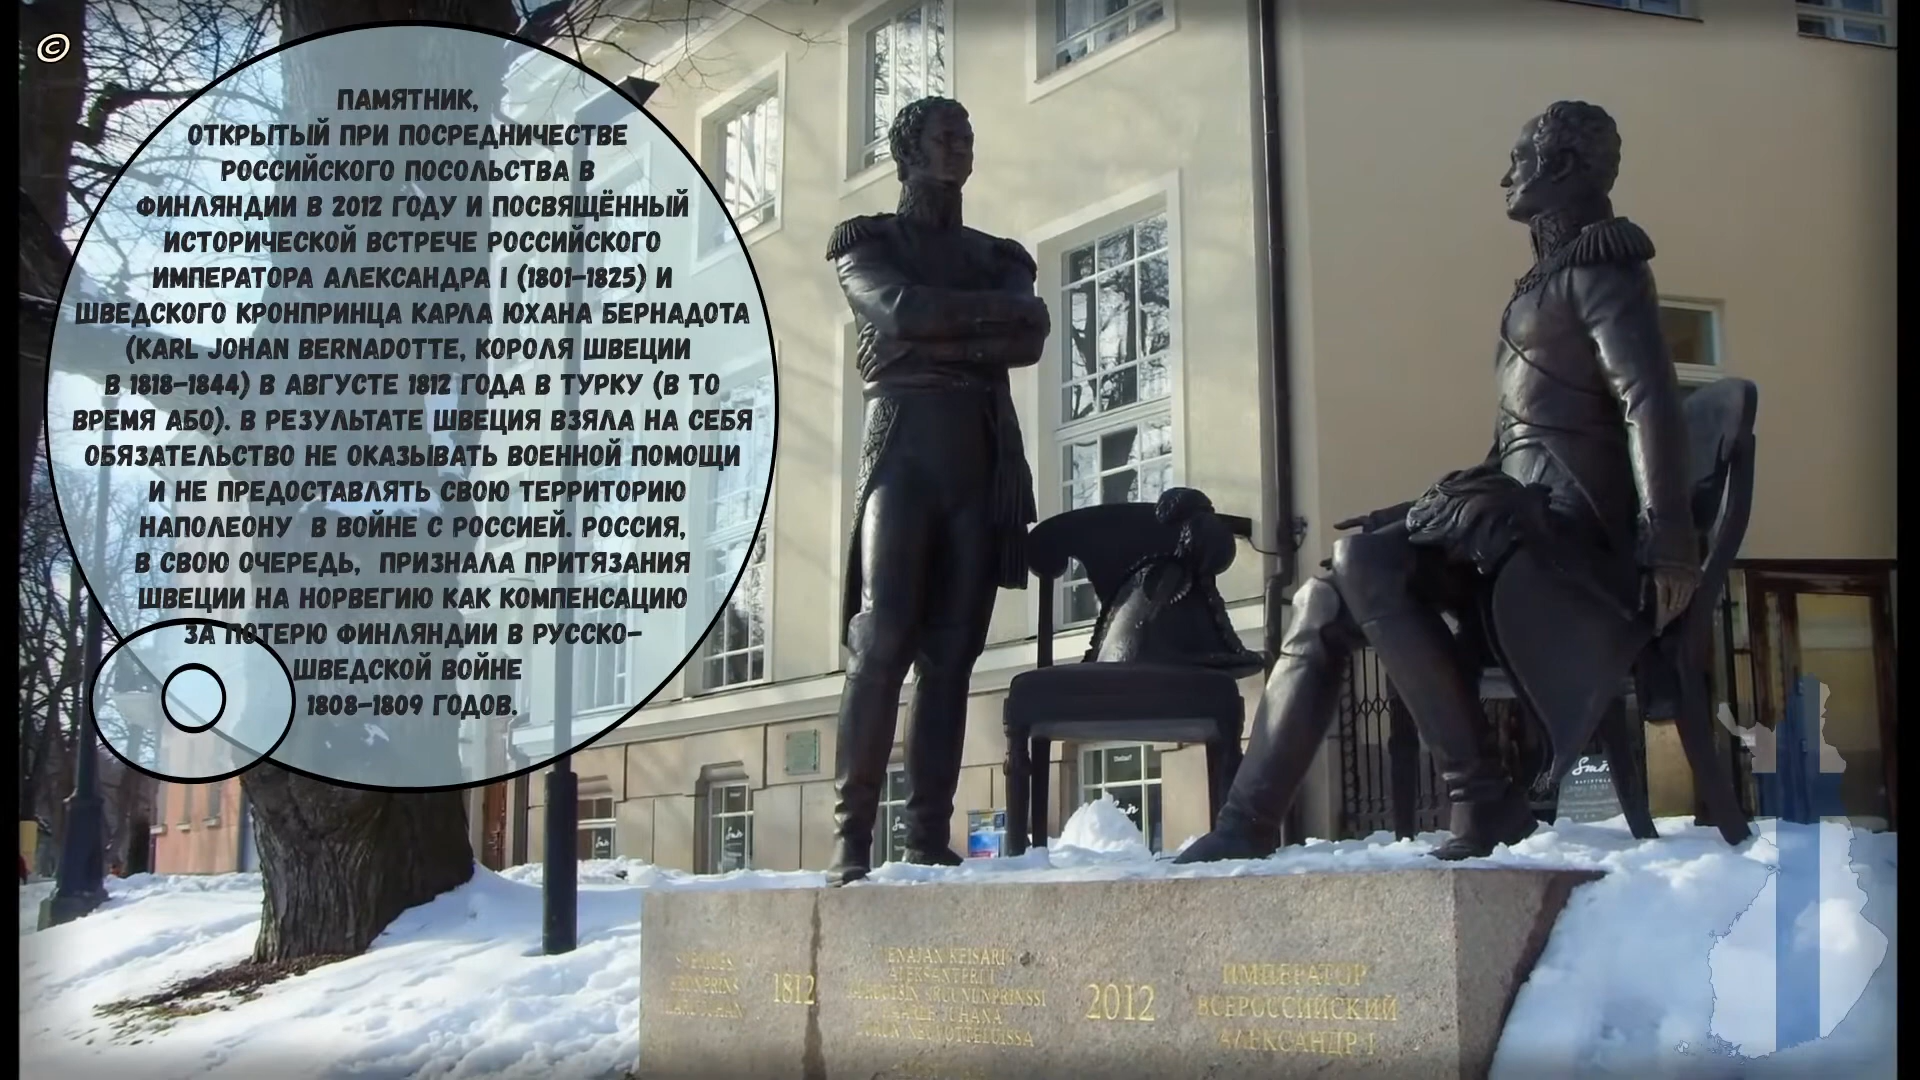 ©
ПАМЯТНИК,
ОТКРЫТЫЙ ПРИ ПОСРЕДНИЧЕСТВЕ
РОССИЙСКОГО ПОСОЛЬСТВА В
ФИНЛЯНДИИ В 2012 ГОДУ И ПОСВЯЩЁННЫЙ
ИСТОРИЧЕСКОЙ ВСТРЕЧЕ РОССИЙСКОГО
ИМПЕРАТОРА АЛЕКСАНДРА I (1801-1825) И
ШВЕДСКОГО КРОНПРИНЦА КАРЛА ЮХАНА БЕРНАДОТА
(KARL JOHAN BERNADOTTE, КОРОЛЯ ШВЕЦИИ
В 1818-1844) В АВГУСТЕ 1812 ГОДА В ТУРКУ (В ТО
ВРЕМЯ АБО). В РЕЗУЛЬТАТЕ ШВЕЦИЯ ВЗЯЛА НА СЕБЯ
ОБЯЗАТЕЛЬСТВО НЕ ОКАЗЫВАТЬ ВОЕННОЙ ПОМОЩИ
И НЕ ПРЕДОСТАВЛЯТЬ СВОЮ ТЕРРИТОРИЮ
НАПОЛЕОНУ В ВОЙНЕ С РОССИЕЙ. РОССИЯ,
В СВОЮ ОЧЕРЕДЬ, ПРИЗНАЛА ПРИТЯЗАНИЯ
ШВЕЦИИ НА НОРВЕГИЮ КАК КОМПЕНСАЦИЮ
ЗА ПОТЕРЮ ФИНЛЯНДИИ В РУССКО-
ШВЕДСКОЙ ВОЙНЕ
1808-1809 ГОДОВ.
1812
KEISARI
2012
ИМПЕРАТОР
ВСЕРОССИЙСКИЙ
АЛЕКСАНДР I